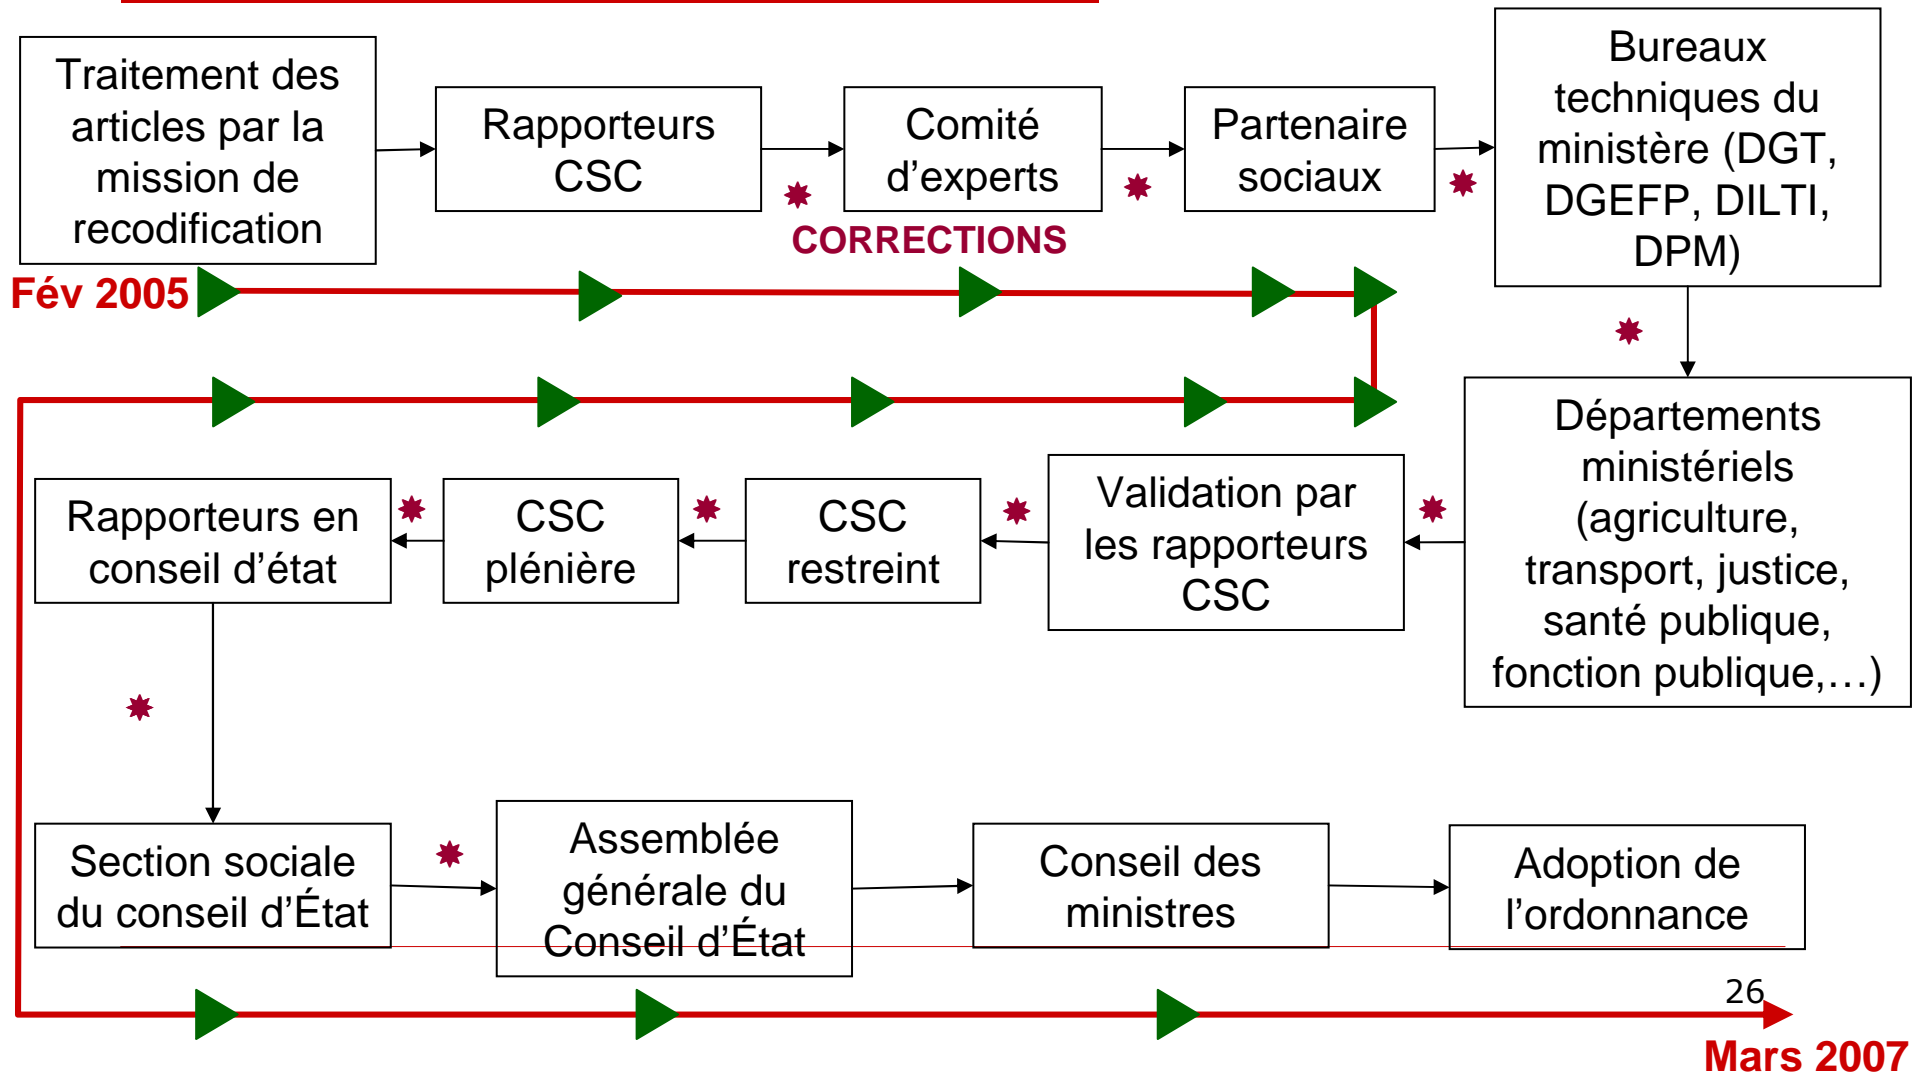 Traitement des
articles par la
mission de
recodification
Rapporteurs
CSC
Comité
d'experts
Partenaire
sociaux
Bureaux
techniques du
ministère (DGT,
DGEFP, DILTI,
DPM)
CORRECTIONS
Fév 2005
Départements
ministériels
(agriculture,
transport, justice,
santé publique,
fonction publique,…)
Validation par
les rapporteurs
CSC
CSC
restreint
CSC
plénière
Rapporteurs en
conseil d'état
Section sociale
du conseil d'État
Assemblée
générale du
Conseil d'État
Conseil des
ministres
Adoption de
l'ordonnance
26
Mars 2007